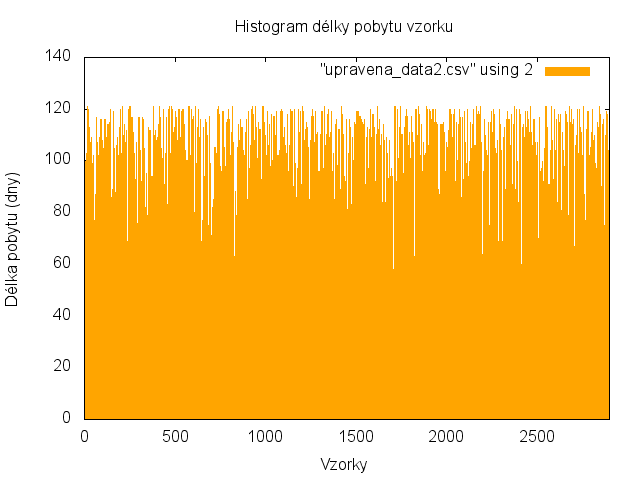 Histogram délky pobytu vzorku
"upravena_data2.csv" using 2
140
120
100
80
60
40
20
0
Délka pobytu (dny)
0 500 1000 1500 2000 2500
Vzorky